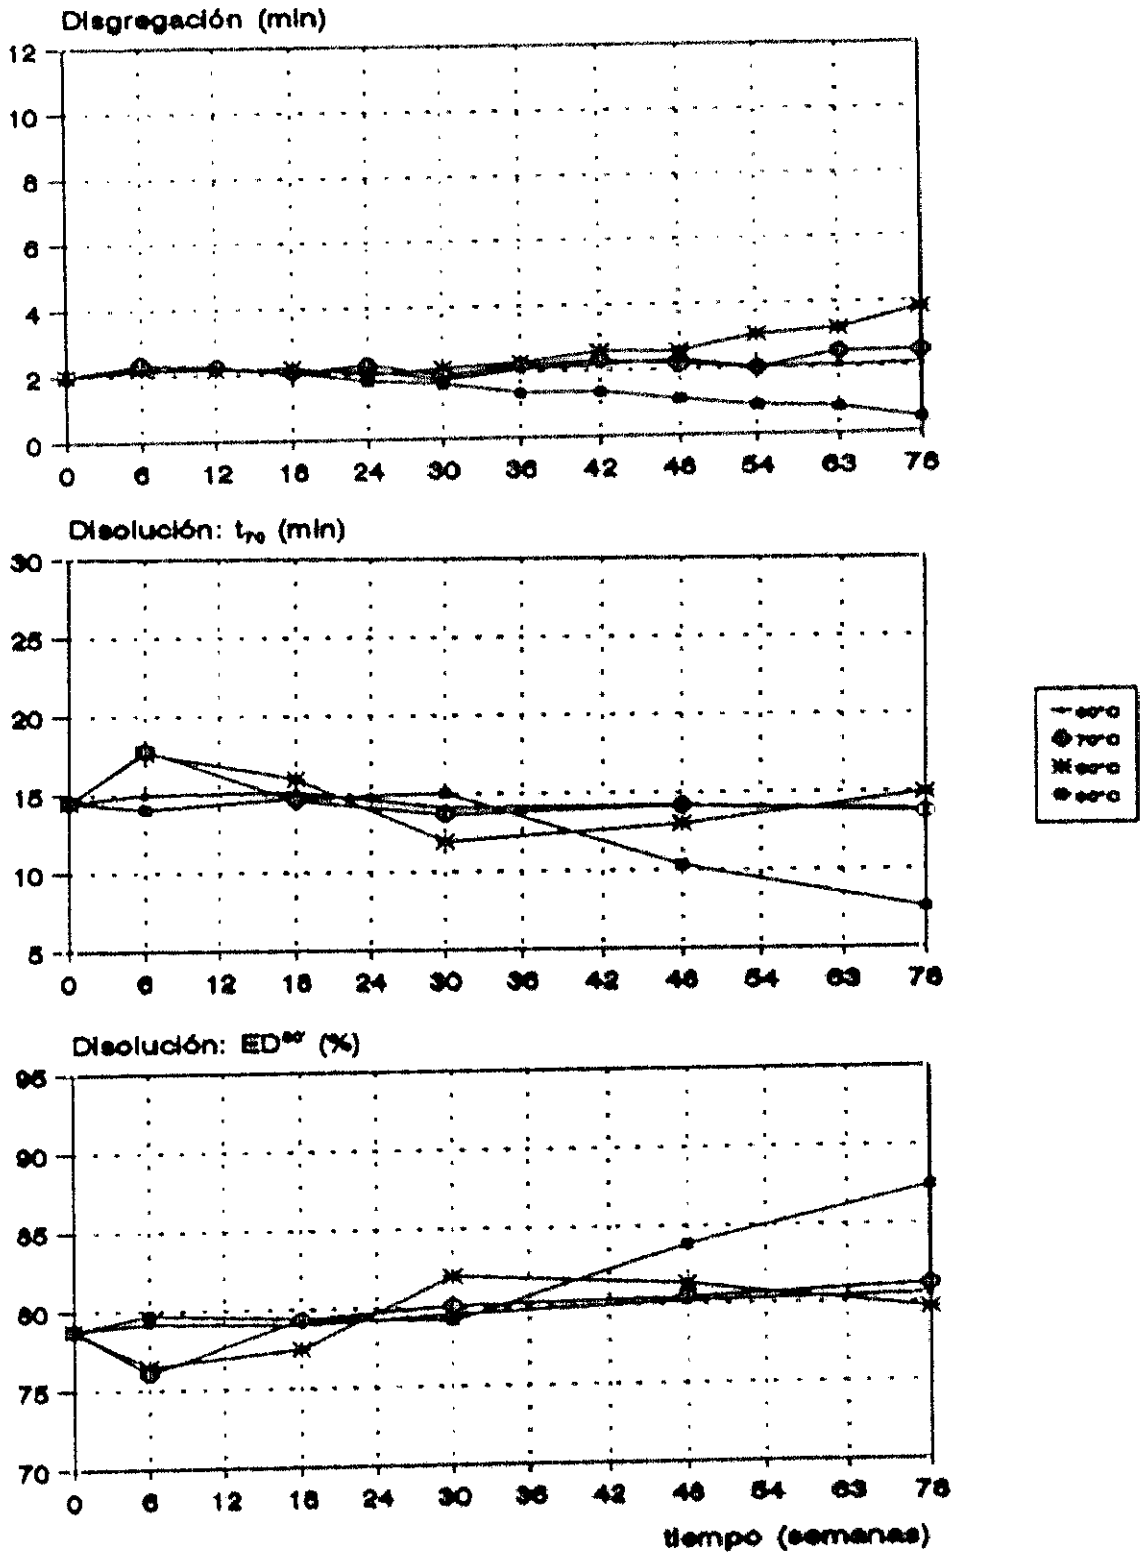 Disgregación (min)
12
10
8
6
4
2
0
0 6 12 18 24 30 36 42 48 54 63 78
Disolución: t₇₀ (min)
30
25
20
15
10
5
0 6 12 18 24 30 36 42 48 54 63 78
70°C
Disolución: ED (%)
95
90
85
80
75
70
0 6 12 18 24 30 36 42 48 54 63 78
tiempo (semanas)